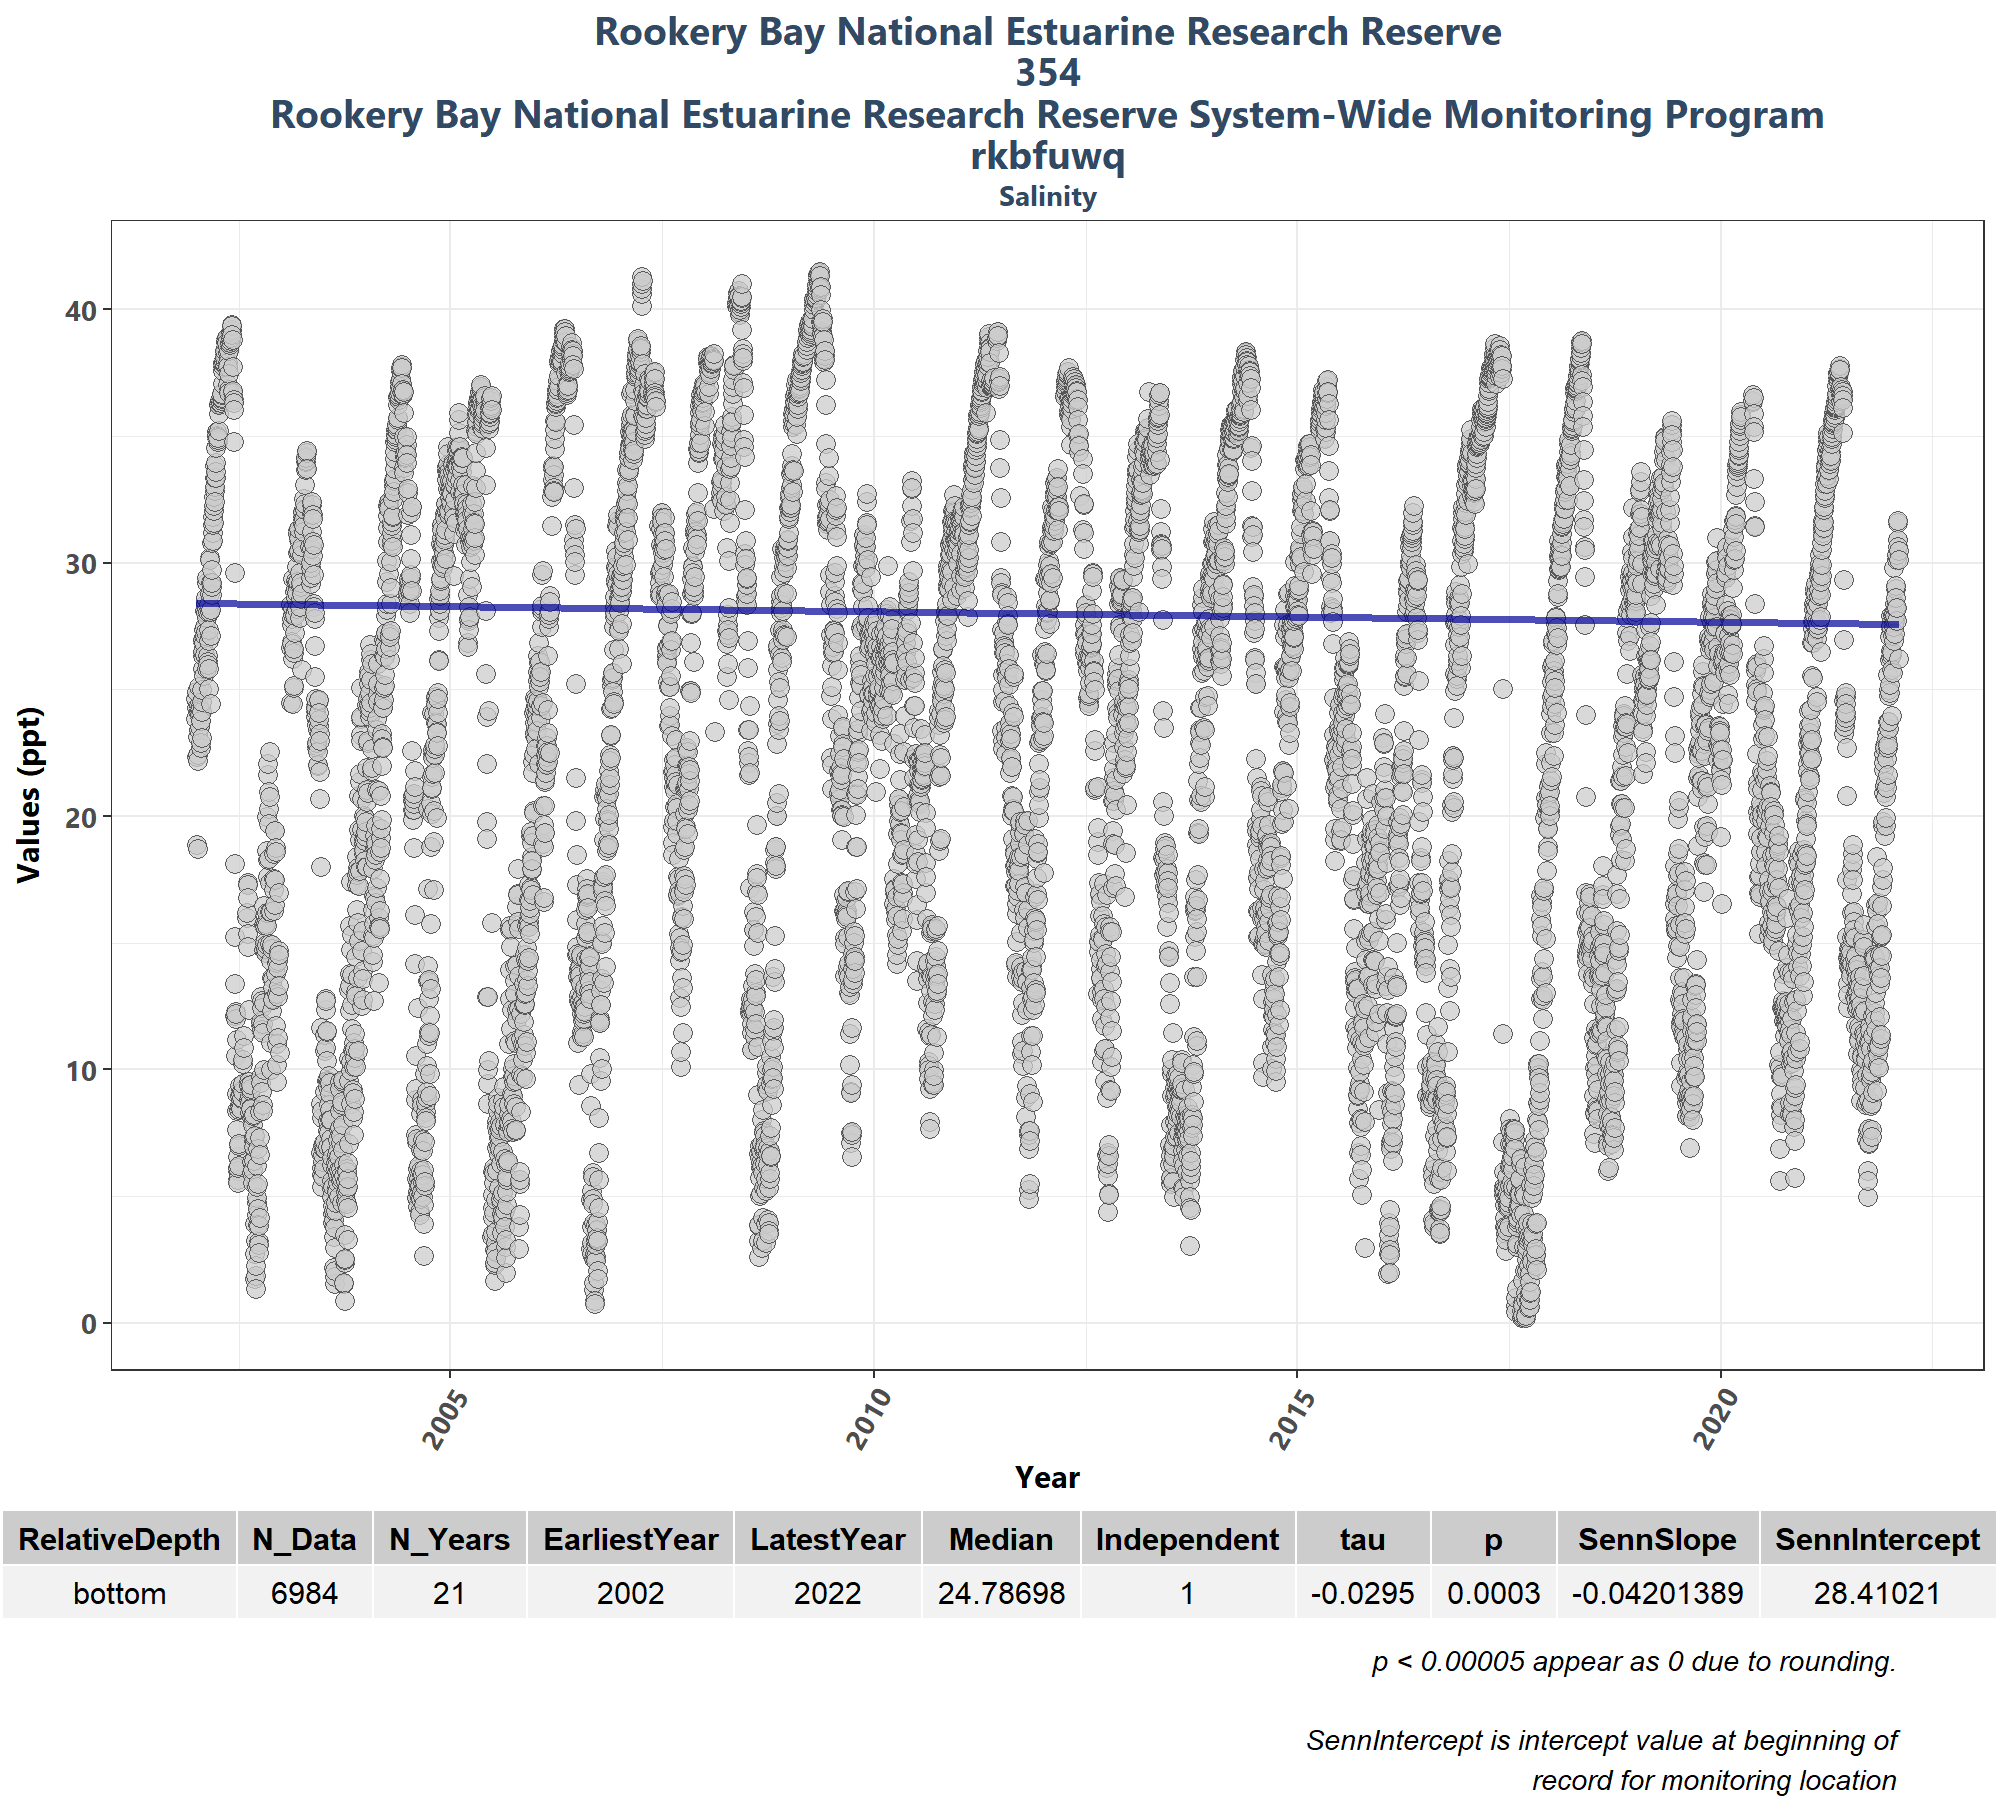 Rookery Bay National Estuarine Research Reserve
354
Rookery Bay National Estuarine Research Reserve System-Wide Monitoring Program
rkbfuwq
Salinity
Values (ppt)
40
30
20
10
0
2005 2010 2015 2020
Year
RelativeDepth N_Data N_Years EarliestYear LatestYear Median Independent tau p SennSlope SennIntercept
bottom 6984 21 2002 2022 24.78698 1 -0.0295 0.0003 -0.04201389 28.41021
p < 0.00005 appear as 0 due to rounding.
SennIntercept is intercept value at beginning of
record for monitoring location